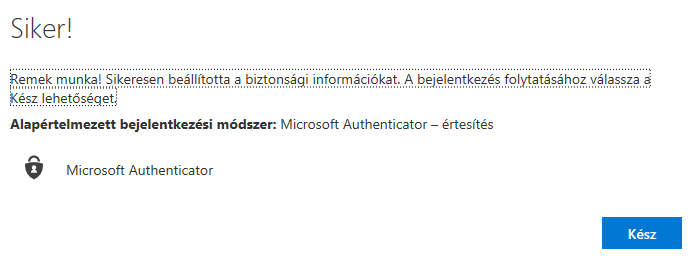 Siker!
Remek munka! Sikeresen beállította a biztonsági információkat. A bejelentkezés folytatásához válassza a
Kész lehetőséget.
Alapértelmezett bejelentkezési módszer: Microsoft Authenticator – értesítés
Microsoft Authenticator
Kész